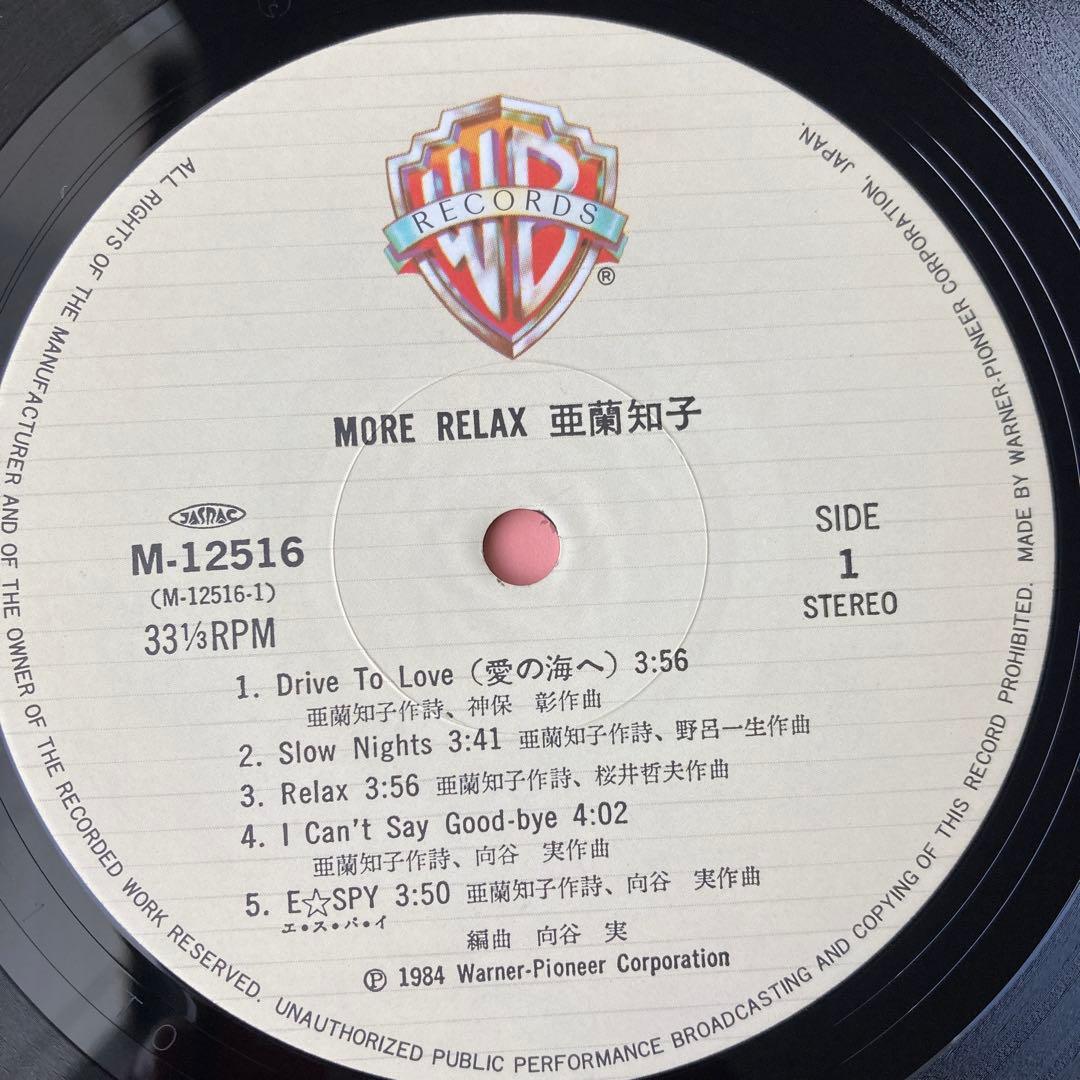 WB
RECORDS
®
MORE RELAX 亜蘭知子
JASRAC
M-12516
(M-12516-1)
33⅓RPM
SIDE
1
STEREO
1. Drive To Love (愛の海へ) 3:56
亜蘭知子作詩、神保 彰作曲
2. Slow Nights 3:41 亜蘭知子作詩、野呂一生作曲
3. Relax 3:56 亜蘭知子作詩、桜井哲夫作曲
4. I Can't Say Good-bye 4:02
亜蘭知子作詩、向谷 実作曲
5. E☆SPY 3:50 亜蘭知子作詩、向谷 実作曲
エ・ス・パ・イ
編曲 向谷 実
Ⓟ 1984 Warner-Pioneer Corporation
ALL RIGHTS OF THE MANUFACTURER AND OF THE OWNER OF THE RECORDED WORK RESERVED. UNAUTHORIZED PUBLIC PERFORMANCE BROADCASTING AND COPYING OF THIS RECORD PROHIBITED. MADE BY WARNER-PIONEER CORPORATION, JAPAN.